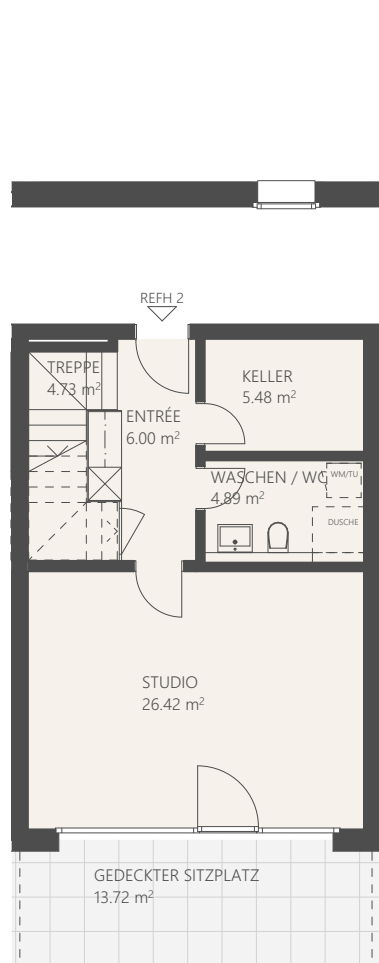 REFH 2
TREPPE
4.73 m²
KELLER
5.48 m²
ENTRÉE
6.00 m²
WASCHEN / WC
4.89 m²
WM/TU
DUSCHE
STUDIO
26.42 m²
GEDECKTER SITZPLATZ
13.72 m²